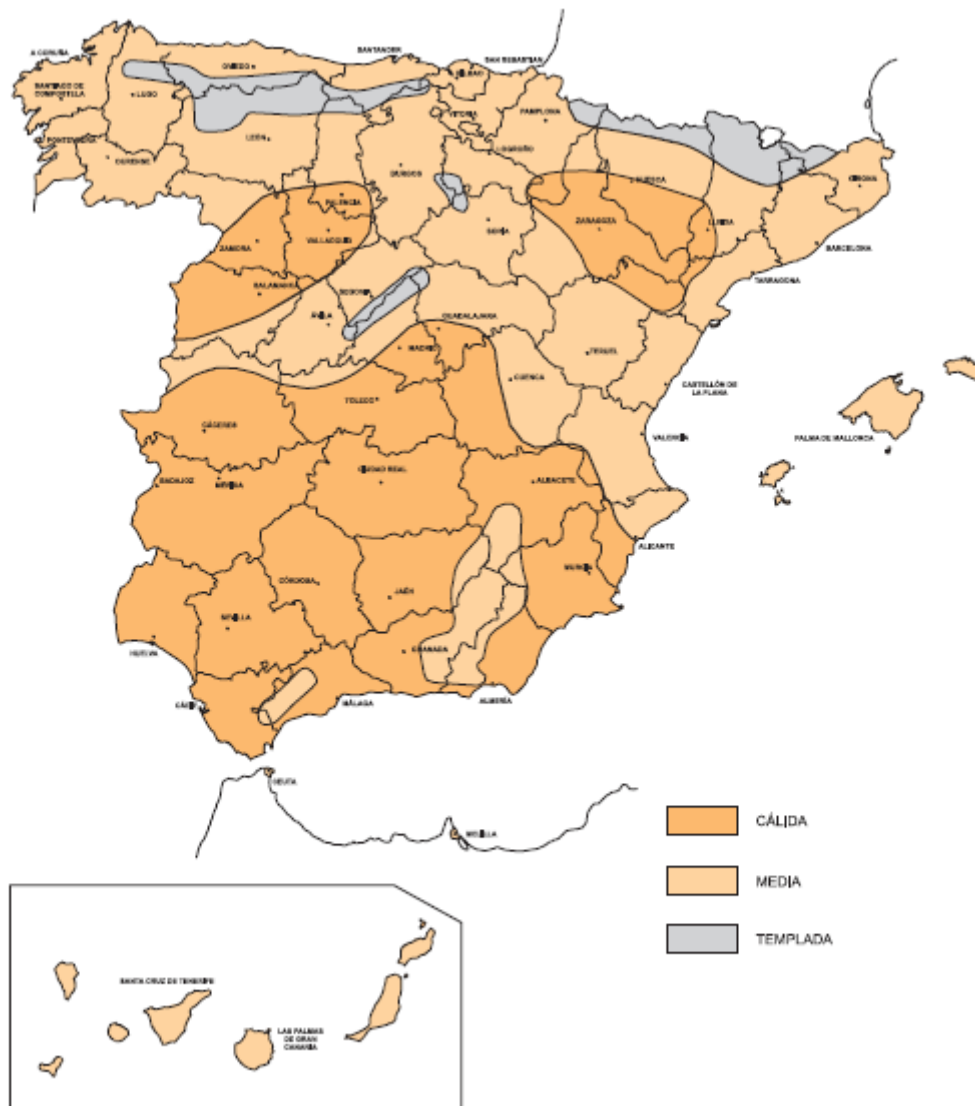 A CORUÑA
SANTIAGO DE
COMPOSTELA
LUGO
PONTEVEDRA
OURENSE
OVIEDO
SANTANDER
SAN SEBASTIAN
BILBAO
VITORIA
PAMPLONA
LEÓN
BURGOS
LOGROÑO
HUESCA
GIRONA
PALENCIA
VALLADOLID
ZAMORA
SORIA
ZARAGOZA
LLEIDA
BARCELONA
TARRAGONA
SALAMANCA
SEGOVIA
ÁVILA
GUADALAJARA
MADRID
TERUEL
CUENCA
CASTELLÓN DE
LA PLANA
TOLEDO
CÁCERES
VALENCIA
PALMA DE MALLORCA
BADAJOZ
MÉRIDA
CIUDAD REAL
ALBACETE
ALICANTE
MURCIA
CÓRDOBA
JAÉN
SEVILLA
HUELVA
GRANADA
CÁDIZ
MÁLAGA
ALMERÍA
CEUTA
MELILLA
CÁLIDA
MEDIA
TEMPLADA
SANTA CRUZ DE TENERIFE
LAS PALMAS
DE GRAN
CANARIA